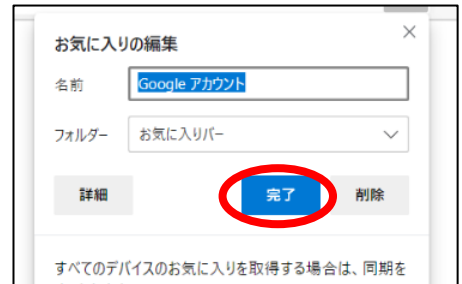 お気に入りの編集
名前 Google アカウント
フォルダー お気に入りバー
詳細 完了 削除
すべてのデバイスのお気に入りを取得する場合は、同期を